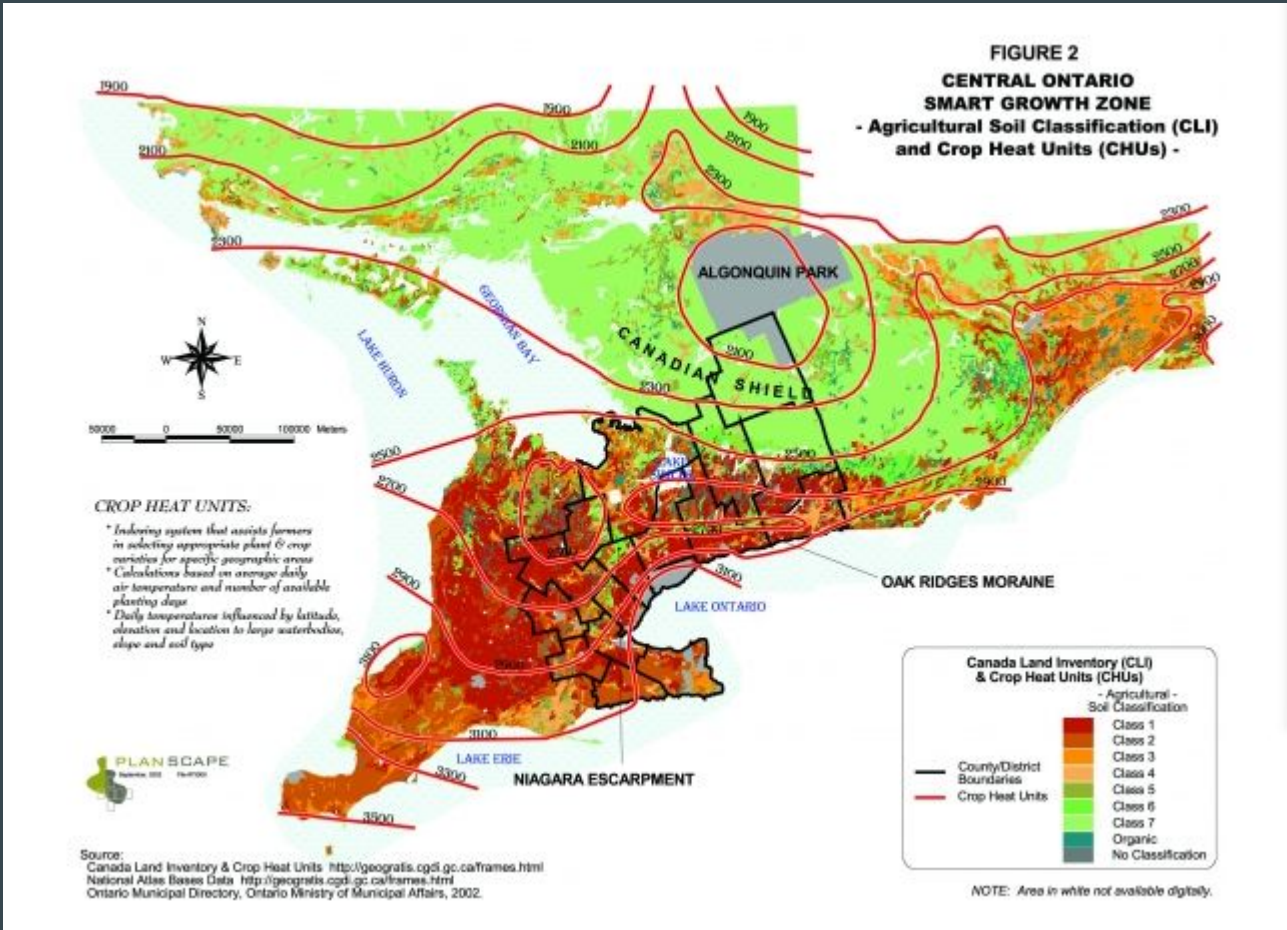 FIGURE 2
CENTRAL ONTARIO
SMART GROWTH ZONE
- Agricultural Soil Classification (CLI)
and Crop Heat Units (CHUs) -
1900
1900
1900
2100
2100
2100
2300
2300
2300
2500
2700
2900
ALGONQUIN PARK
GEORGIAN BAY
LAKE HURON
CANADIAN SHIELD
2100
2300
N
W E
S
50000 0 50000 100000 Meters
2500
2500
2700
2900
LAKE
2700
CROP HEAT UNITS:
* Indexing system that assists farmers
in selecting appropriate plant & crop
varieties for specific geographic areas
* Calculations based on average daily
air temperature and number of available
planting days
* Daily temperatures influenced by latitude,
elevation and location to large waterbodies,
slope and soil type
2900
3100
OAK RIDGES MORAINE
LAKE ONTARIO
3100
2900
3100
LAKE ERIE
3300
NIAGARA ESCARPMENT
3500
PLANSCAPE
Canada Land Inventory (CLI)
& Crop Heat Units (CHUs)
- Agricultural -
Soil Classification
County/District
Boundaries
Crop Heat Units
Class 1
Class 2
Class 3
Class 4
Class 5
Class 6
Class 7
Organic
No Classification
Source:
Canada Land Inventory & Crop Heat Units http://geogratis.cgdi.gc.ca/frames.html
National Atlas Bases Data http://geogratis.cgdi.gc.ca/frames.html
Ontario Municipal Directory, Ontario Ministry of Municipal Affairs, 2002.
NOTE: Area in white not available digitally.